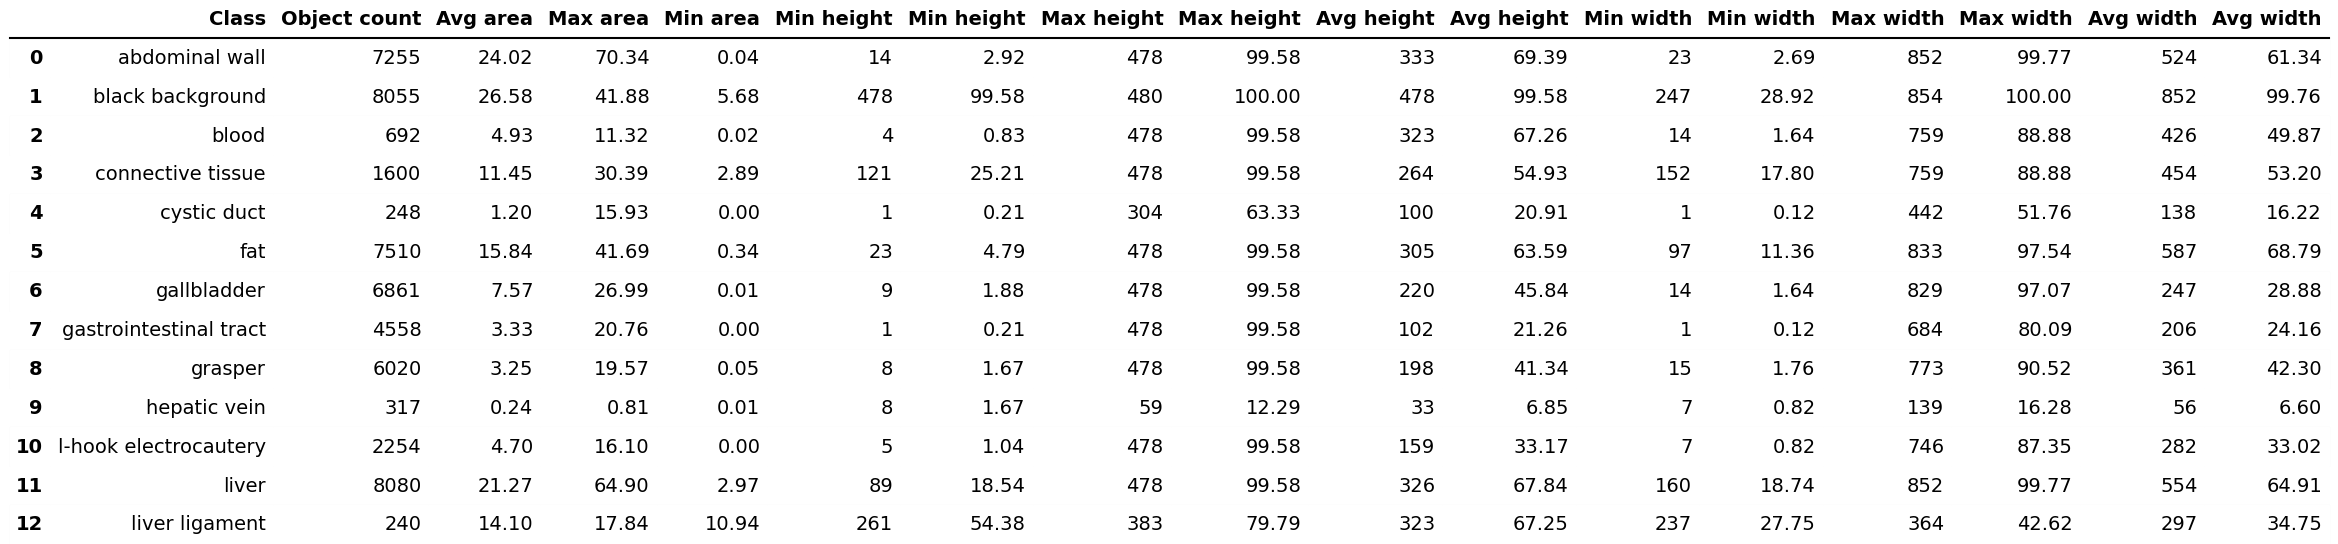 Class Object count Avg area Max area Min area Min height Min height Max height Max height Avg height Avg height Min width Min width Max width Max width Avg width Avg width
0 abdominal wall 7255 24.02 70.34 0.04 14 2.92 478 99.58 333 69.39 23 2.69 852 99.77 524 61.34
1 black background 8055 26.58 41.88 5.68 478 99.58 480 100.00 478 99.58 247 28.92 854 100.00 852 99.76
2 blood 692 4.93 11.32 0.02 4 0.83 478 99.58 323 67.26 14 1.64 759 88.88 426 49.87
3 connective tissue 1600 11.45 30.39 2.89 121 25.21 478 99.58 264 54.93 152 17.80 759 88.88 454 53.20
4 cystic duct 248 1.20 15.93 0.00 1 0.21 304 63.33 100 20.91 1 0.12 442 51.76 138 16.22
5 fat 7510 15.84 41.69 0.34 23 4.79 478 99.58 305 63.59 97 11.36 833 97.54 587 68.79
6 gallbladder 6861 7.57 26.99 0.01 9 1.88 478 99.58 220 45.84 14 1.64 829 97.07 247 28.88
7 gastrointestinal tract 4558 3.33 20.76 0.00 1 0.21 478 99.58 102 21.26 1 0.12 684 80.09 206 24.16
8 grasper 6020 3.25 19.57 0.05 8 1.67 478 99.58 198 41.34 15 1.76 773 90.52 361 42.30
9 hepatic vein 317 0.24 0.81 0.01 8 1.67 59 12.29 33 6.85 7 0.82 139 16.28 56 6.60
10 l-hook electrocautery 2254 4.70 16.10 0.00 5 1.04 478 99.58 159 33.17 7 0.82 746 87.35 282 33.02
11 liver 8080 21.27 64.90 2.97 89 18.54 478 99.58 326 67.84 160 18.74 852 99.77 554 64.91
12 liver ligament 240 14.10 17.84 10.94 261 54.38 383 79.79 323 67.25 237 27.75 364 42.62 297 34.75